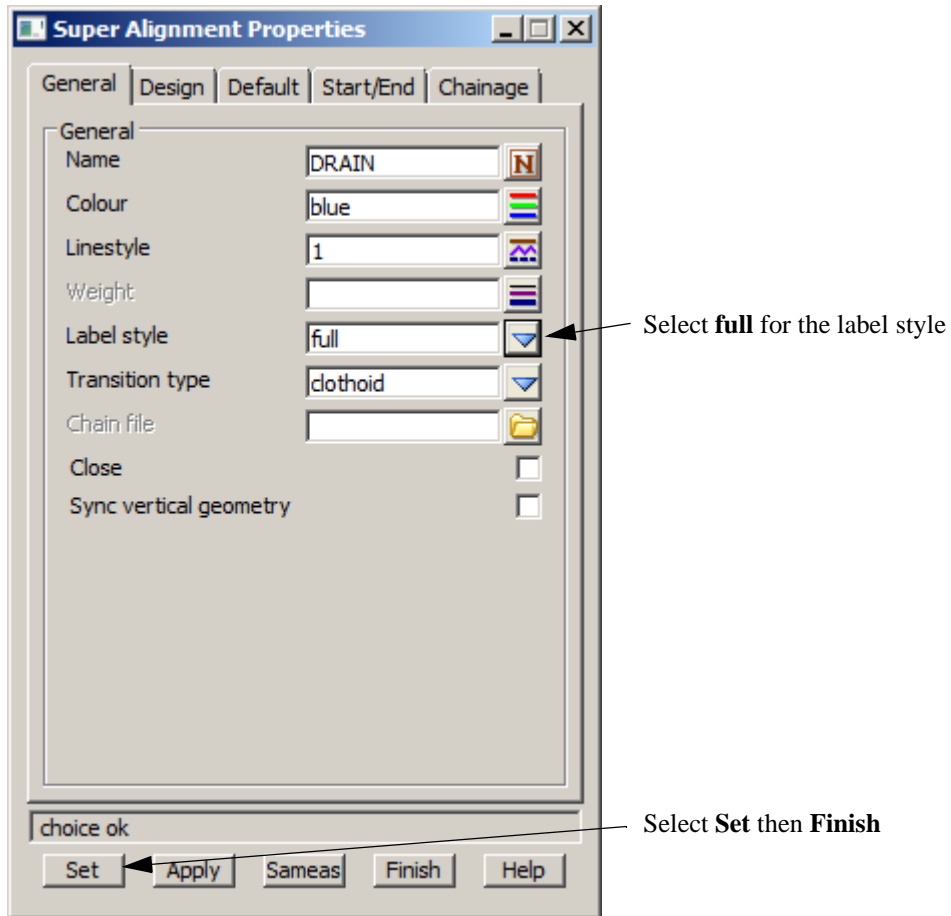 Super Alignment Properties
General Design Default Start/End Chainage
General
Name DRAIN N
Colour blue
Linestyle 1
Weight
Label style full Select full for the label style
Transition type clothoid
Chain file
Close
Sync vertical geometry
choice ok Select Set then Finish
Set Apply Sameas Finish Help